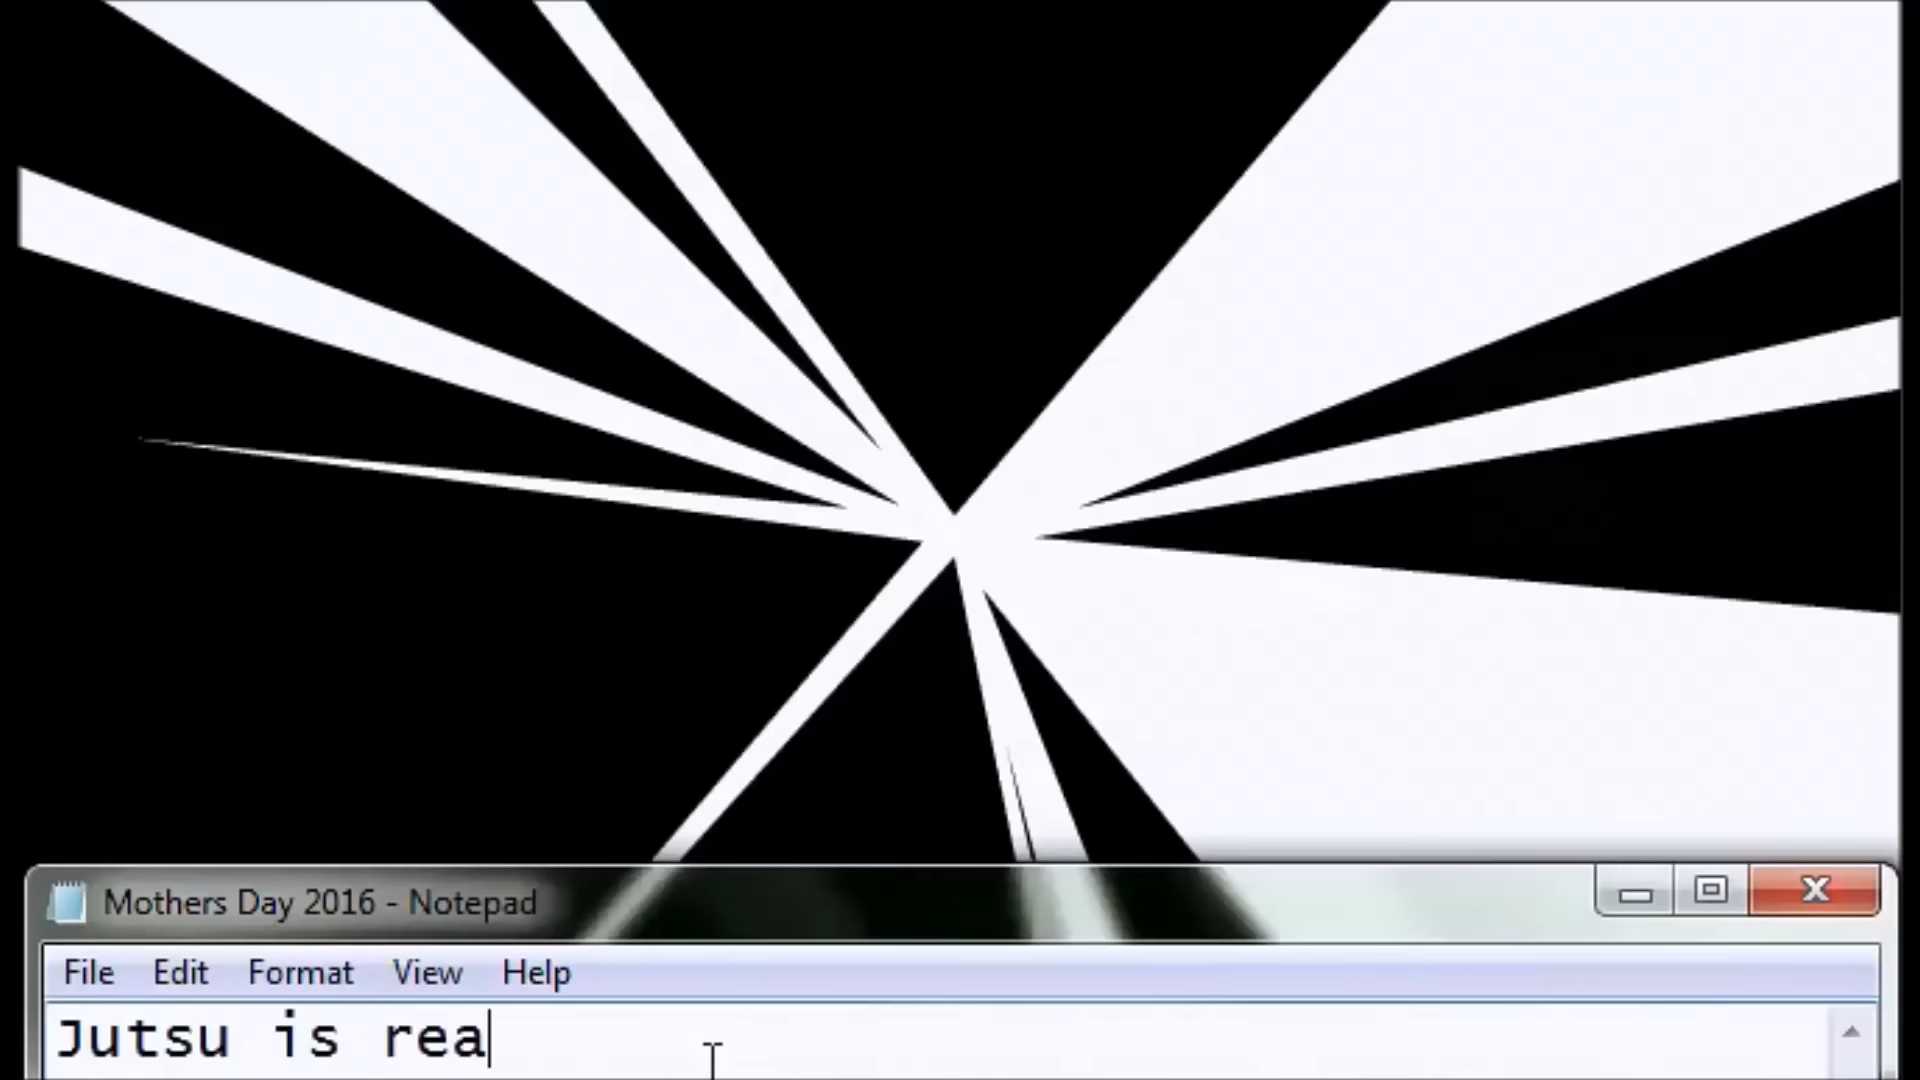 Mothers Day 2016 - Notepad
File Edit Format View Help
Jutsu is rea